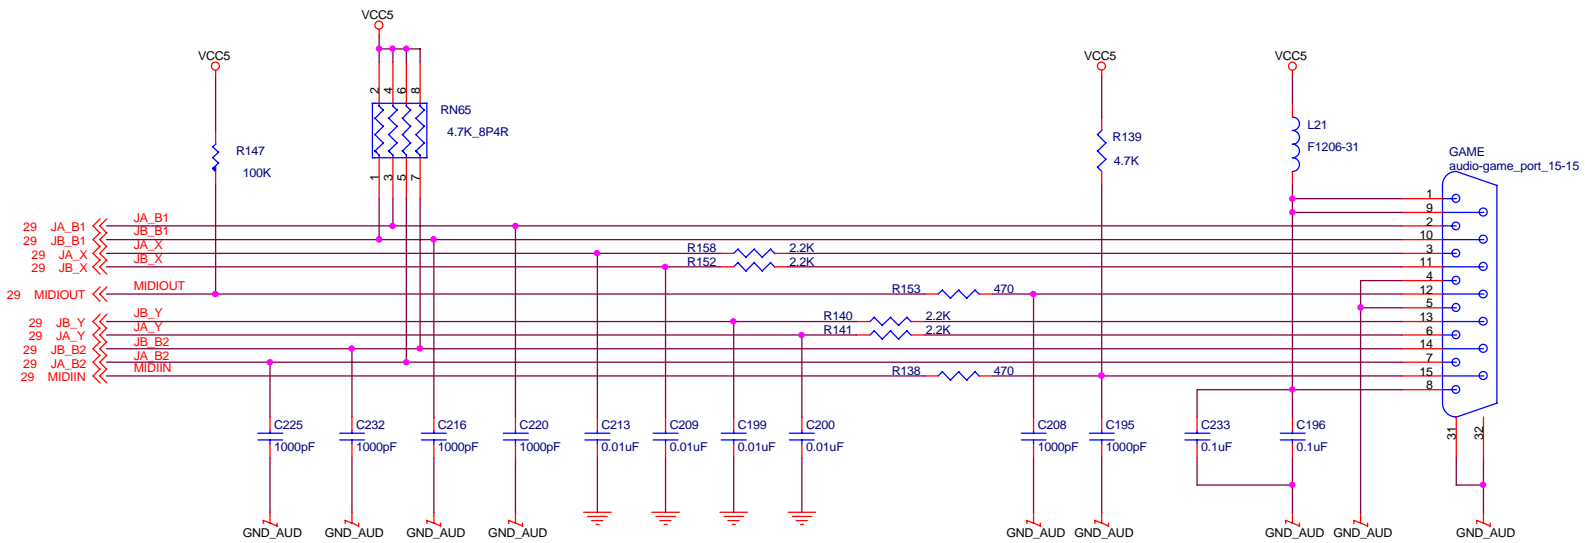 VCC5
VCC5
VCC5
VCC5
2 4 6 8
RN65
4.7K_8P4R
1 3 5 7
R147
100K
R139
4.7K
L21
F1206-31
GAME
audio-game_port_15-15
29 JA_B1 JA_B1
29 JB_B1 JB_B1
29 JA_X JA_X R158 2.2K
29 JB_X JB_X R152 2.2K
29 MIDIOUT MIDIOUT R153 470
29 JB_Y JB_Y R140 2.2K
29 JA_Y JA_Y R141 2.2K
29 JB_B2 JB_B2
29 JA_B2 JA_B2
29 MIDIIN MIDIIN R138 470
1
9
2
10
3
11
4
12
5
13
6
14
7
15
8
31 32
C225 C232 C216 C220 C213 C209 C199 C200 C208 C195 C233 C196
1000pF 1000pF 1000pF 1000pF 0.01uF 0.01uF 0.01uF 0.01uF 1000pF 1000pF 0.1uF 0.1uF
GND_AUD GND_AUD GND_AUD GND_AUD GND_AUD GND_AUD GND_AUD GND_AUD GND_AUD